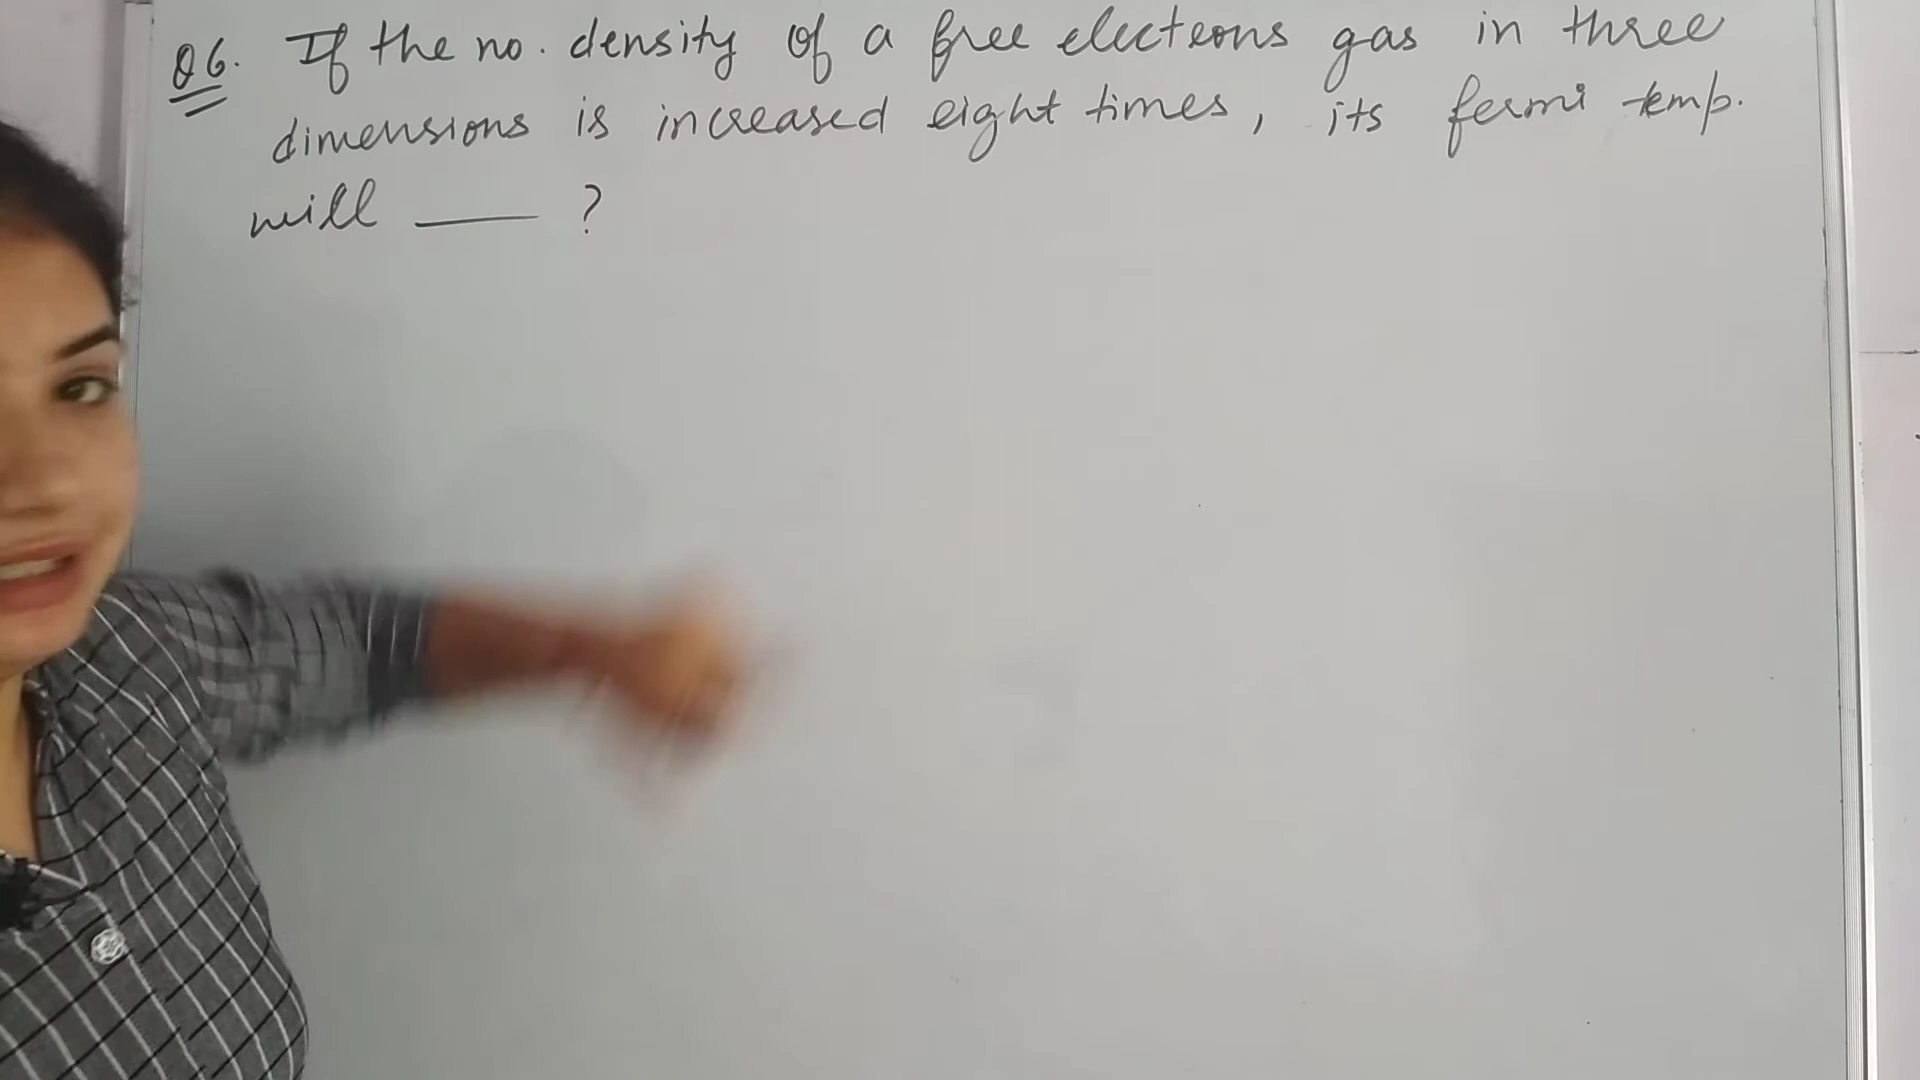 Q6. If the no. density of a free electrons gas in three
dimensions is increased eight times, its fermi temp.
will ___ ?